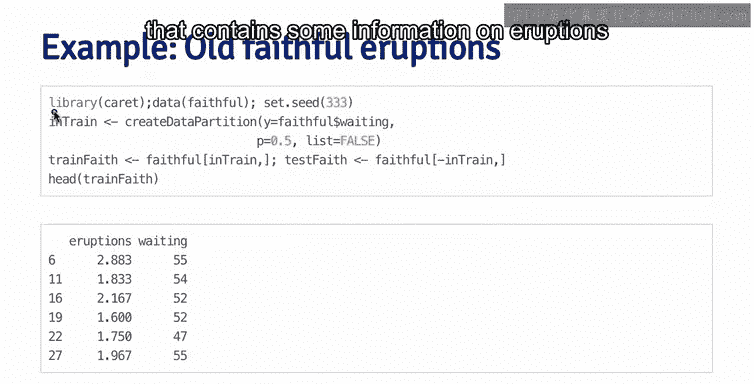 that contains some information on eruptions
Example: Old faithful eruptions
library(caret);data(faithful); set.seed(333)
inTrain <- createDataPartition(y=faithful$waiting,
p=0.5, list=FALSE)
trainFaith <- faithful[inTrain,]; testFaith <- faithful[-inTrain,]
head(trainFaith)
eruptions waiting
6 2.883 55
11 1.833 54
16 2.167 52
19 1.600 52
22 1.750 47
27 1.967 55